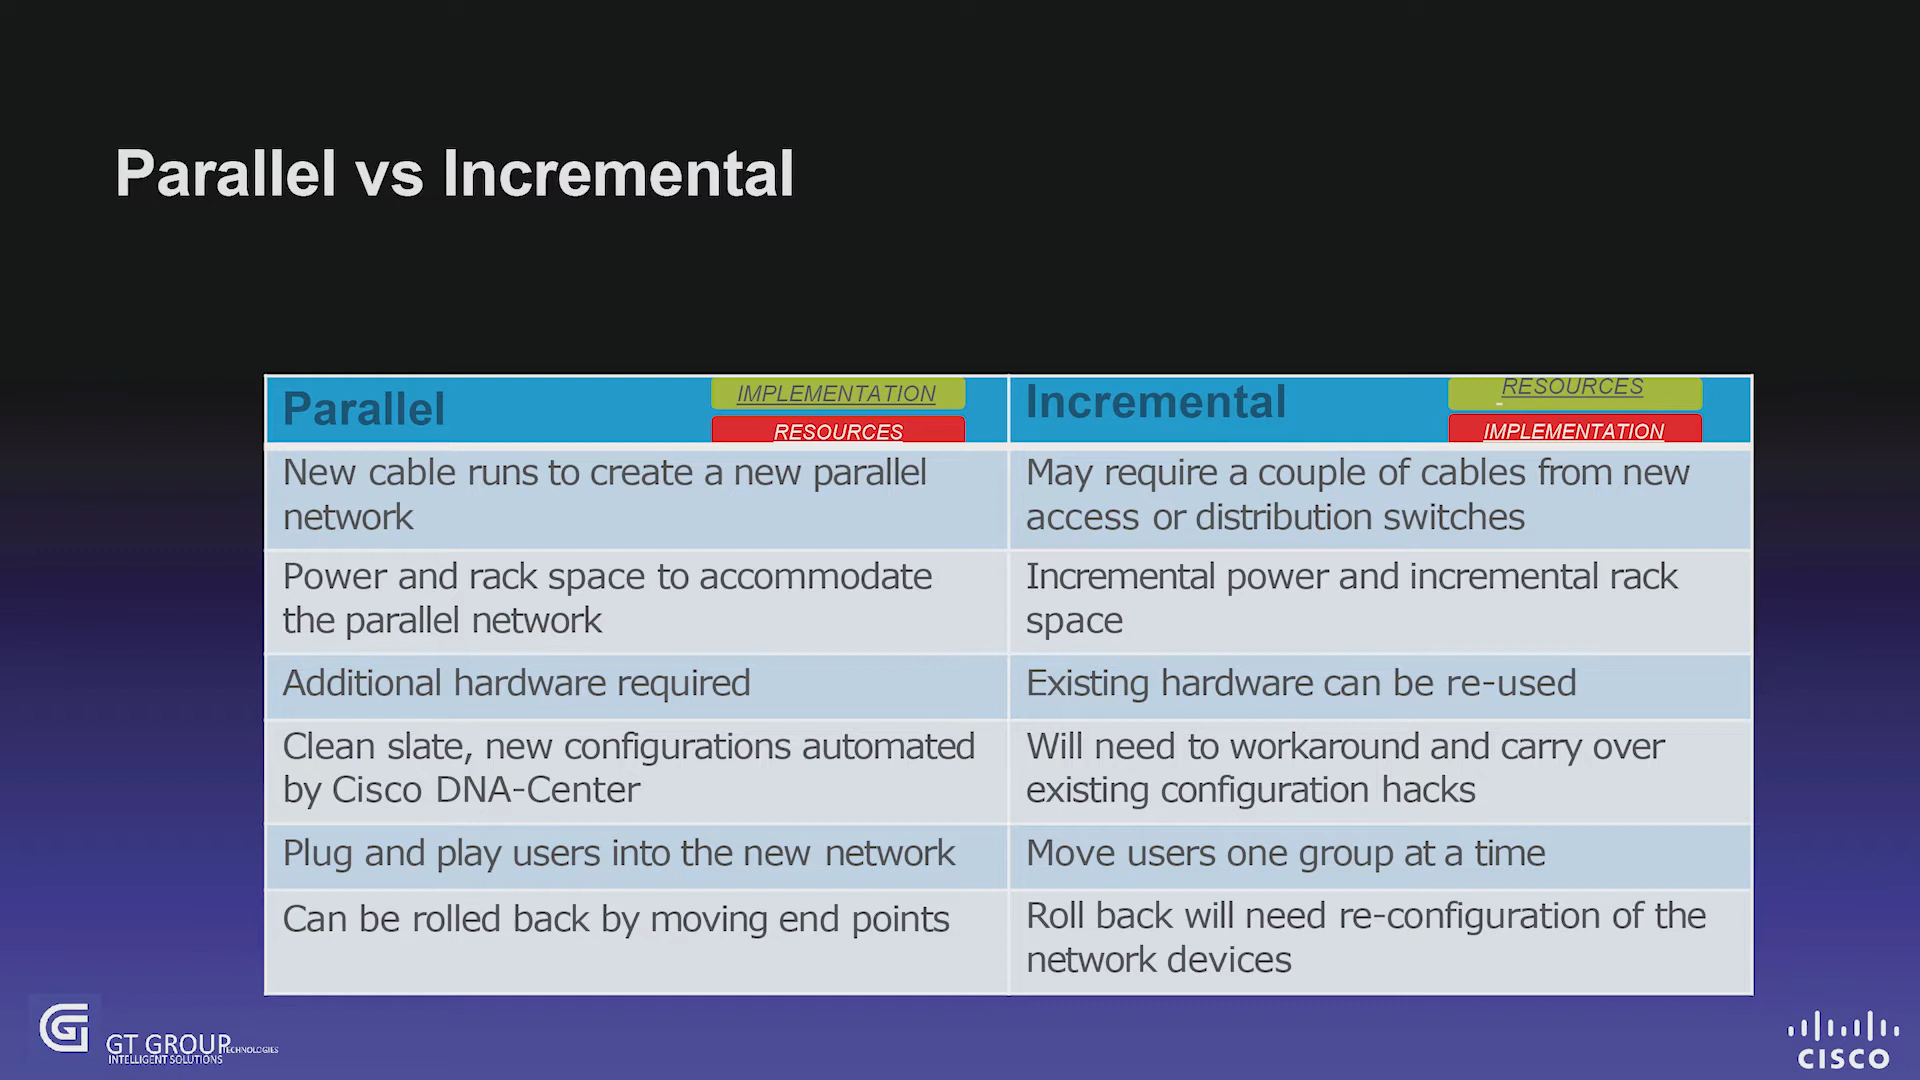 Parallel vs Incremental
Parallel
IMPLEMENTATION
RESOURCES
Incremental
RESOURCES
IMPLEMENTATION
New cable runs to create a new parallel
network
May require a couple of cables from new
access or distribution switches
Power and rack space to accommodate
the parallel network
Incremental power and incremental rack
space
Additional hardware required
Existing hardware can be re-used
Clean slate, new configurations automated
by Cisco DNA-Center
Will need to workaround and carry over
existing configuration hacks
Plug and play users into the new network
Move users one group at a time
Can be rolled back by moving end points
Roll back will need re-configuration of the
network devices
GT GROUP TECHNOLOGIES
INTELLIGENT SOLUTIONS
CISCO